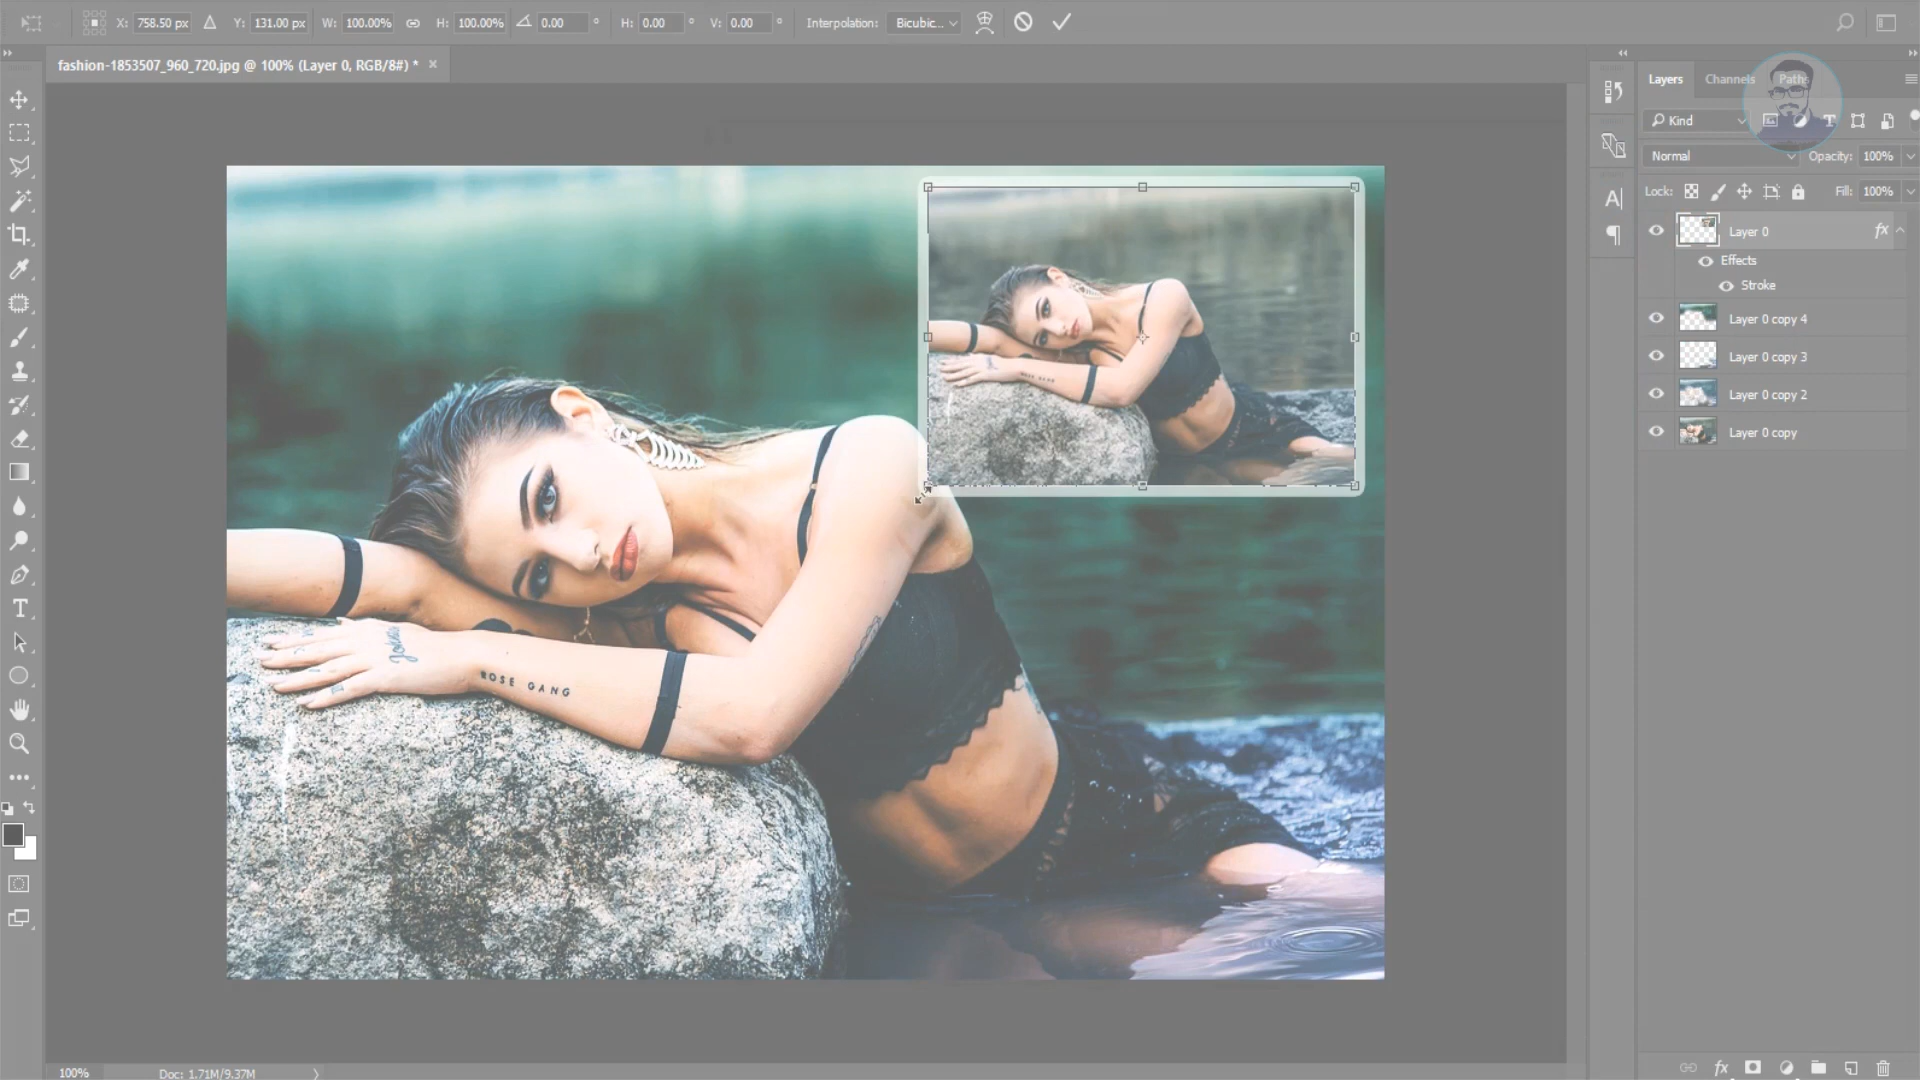 X: 758.50 px Y: 131.00 px W: 100.00% H: 100.00% 0.00 ° H: 0.00 ° V: 0.00 ° Interpolation: Bicubic...
fashion-1853507_960_720.jpg @ 100% (Layer 0, RGB/8#) * ×
Layers Channels Paths
Kind
Normal Opacity: 100%
Lock: Fill: 100%
Layer 0 fx
Effects
Stroke
Layer 0 copy 4
Layer 0 copy 3
Layer 0 copy 2
Layer 0 copy
ROSE GANG
100% Doc: 1.71M/9.37M